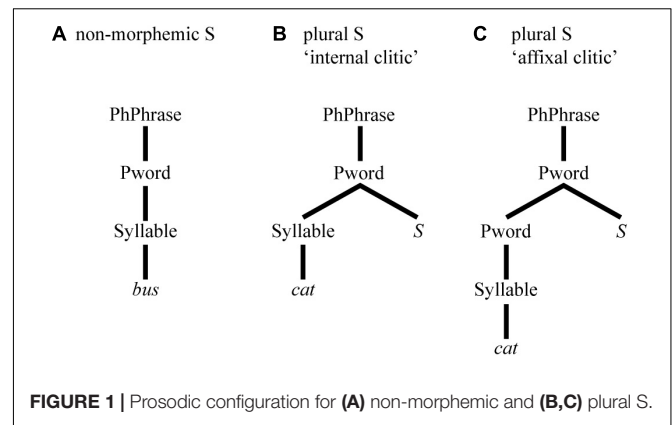 A non-morphemic S
B plural S
'internal clitic'
C plural S
'affixal clitic'
PhPhrase
PhPhrase
PhPhrase
Pword
Pword
Pword
Syllable
Syllable
S
Pword
S
bus
cat
Syllable
cat
FIGURE 1 | Prosodic configuration for (A) non-morphemic and (B,C) plural S.